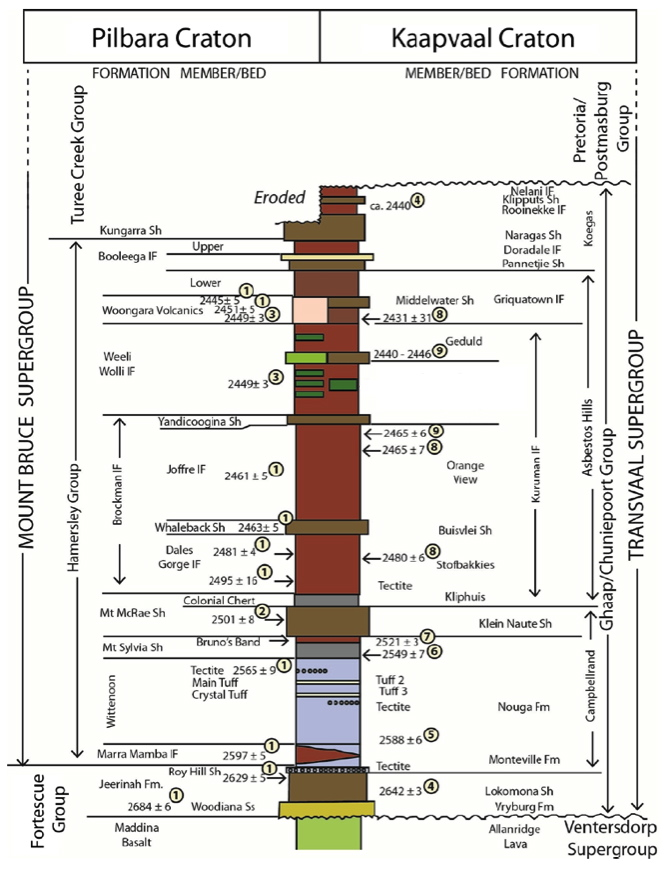 Pilbara Craton
Kaapvaal Craton
FORMATION MEMBER/BED
MEMBER/BED FORMATION
Turee Creek Group
Pretoria/
Postmasburg
Group
Eroded
ca. 2440 4
Nelani IF
Klipputs Sh
Rooinekke IF
Koegas
Kungarra Sh
Naragas Sh
Upper
Doradale IF
Booleega IF
Pannetjie Sh
Lower
1
2445± 5 1
Middelwater Sh
Griquatown IF
Woongara Volcanics 2451± 5
2449± 3 3
2431 ± 31 8
Geduld
Weeli
Wolli IF
2440 - 2446 9
2449± 3 3
Yandicoogina Sh
2465 ± 6 9
2465 ± 7 8
Joffre IF
2461 ± 5 1
Orange
View
Brockman IF
Kuruman IF
Asbestos Hills
1
Whaleback Sh 2463± 5
Buisvlei Sh
Dales
Gorge IF
2481 ± 4 1
2480 ± 6 8
Stofbakkies
2495 ± 16 1
Tectite
Colonial Chert
Kliphuis
Mt McRae Sh
2
2501 ± 8
Klein Naute Sh
Bruno's Band
7
2521 ± 3
Mt Sylvia Sh
2549 ± 7 6
Tectite 2565 ± 9 1
Main Tuff
Crystal Tuff
Tuff 2
Tuff 3
Tectite
Wittenoon
Nouga Fm
Campbellrand
2588 ± 6 5
Marra Mamba IF 2597 ± 5 1
Monteville Fm
Tectite
Roy Hill Sh 1
Jeerinah Fm.
2629 ± 5
2642 ± 3 4
Lokomona Sh
1
2684 ± 6
Woodiana Ss
Vryburg Fm
Maddina
Basalt
Allanridge
Lava
Ventersdorp
Supergroup
MOUNT BRUCE SUPERGROUP
Hamersley Group
Fortescue
Group
Ghaap/Chuniepoort Group
TRANSVAAL SUPERGROUP